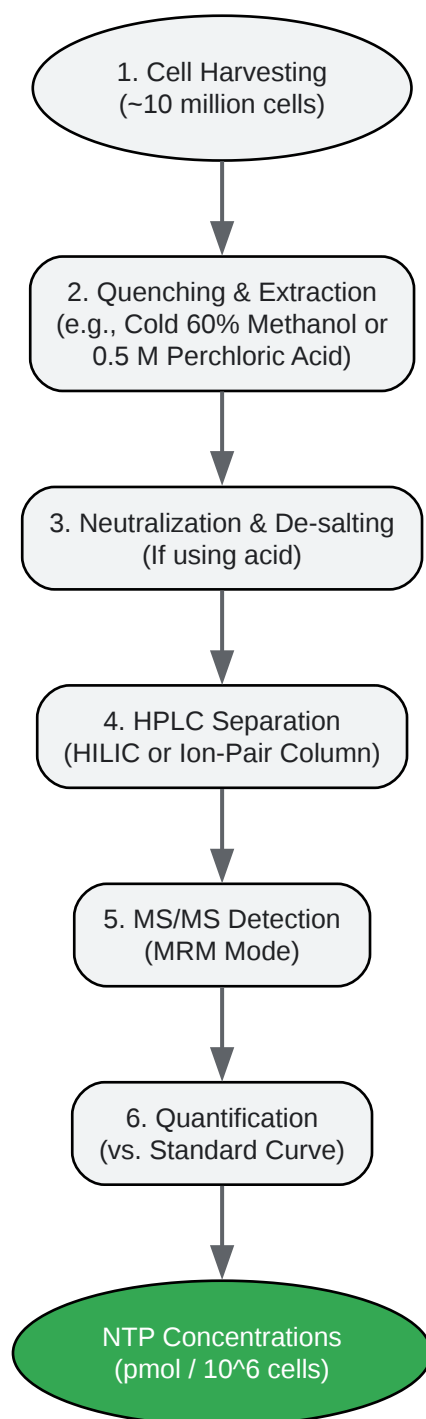 1. Cell Harvesting
(~10 million cells)
2. Quenching & Extraction
(e.g., Cold 60% Methanol or
0.5 M Perchloric Acid)
3. Neutralization & De-salting
(If using acid)
4. HPLC Separation
(HILIC or Ion-Pair Column)
5. MS/MS Detection
(MRM Mode)
6. Quantification
(vs. Standard Curve)
NTP Concentrations
(pmol / 10^6 cells)